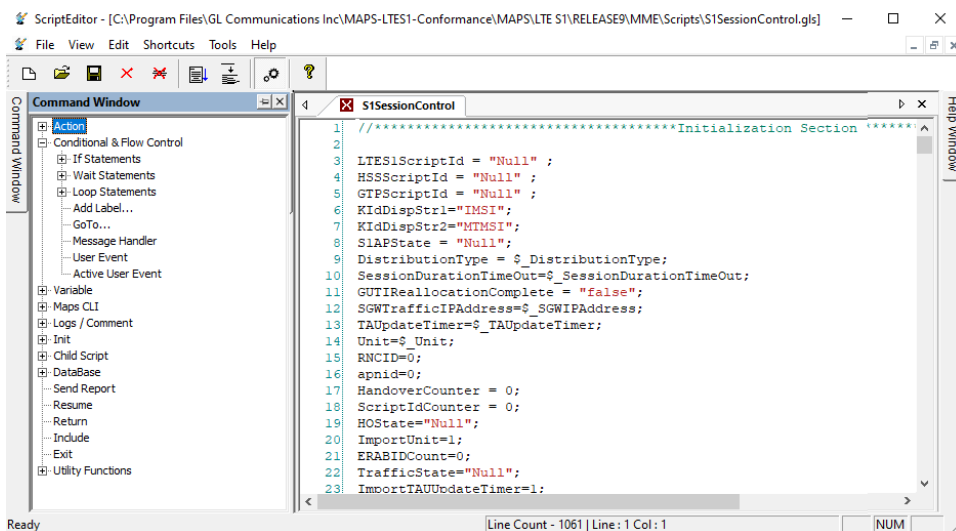 ScriptEditor - [C:\Program Files\GL Communications Inc\MAPS-LTES1-Conformance\MAPS\LTE S1\RELEASE9\MME\Scripts\S1SessionControl.gls]
File View Edit Shortcuts Tools Help
Command Window
Command Window
Action
Conditional & Flow Control
If Statements
Wait Statements
Loop Statements
Add Label...
GoTo...
Message Handler
User Event
Active User Event
Variable
Maps CLI
Logs / Comment
Init
Child Script
DataBase
Send Report
Resume
Return
Include
Exit
Utility Functions
S1SessionControl
1 //*************************************Initialization Section ******
2
3 LTES1ScriptId = "Null" ;
4 HSSScriptId = "Null" ;
5 GTPScriptId = "Null" ;
6 KIdDispStr1="IMSI";
7 KIdDispStr2="MTMSI";
8 S1APState = "Null";
9 DistributionType = $_DistributionType;
10 SessionDurationTimeOut=$_SessionDurationTimeOut;
11 GUTIReallocationComplete = "false";
12 SGWTrafficIPAddress=$_SGWIPAddress;
13 TAUpdateTimer=$_TAUpdateTimer;
14 Unit=$_Unit;
15 RNCID=0;
16 apnid=0;
17 HandoverCounter = 0;
18 ScriptIdCounter = 0;
19 HOState="Null";
20 ImportUnit=1;
21 ERABIDCount=0;
22 TrafficState="Null";
23 ImportTAUUpdateTimer=1;
Help Window
Ready
Line Count - 1061 | Line : 1 Col : 1
NUM